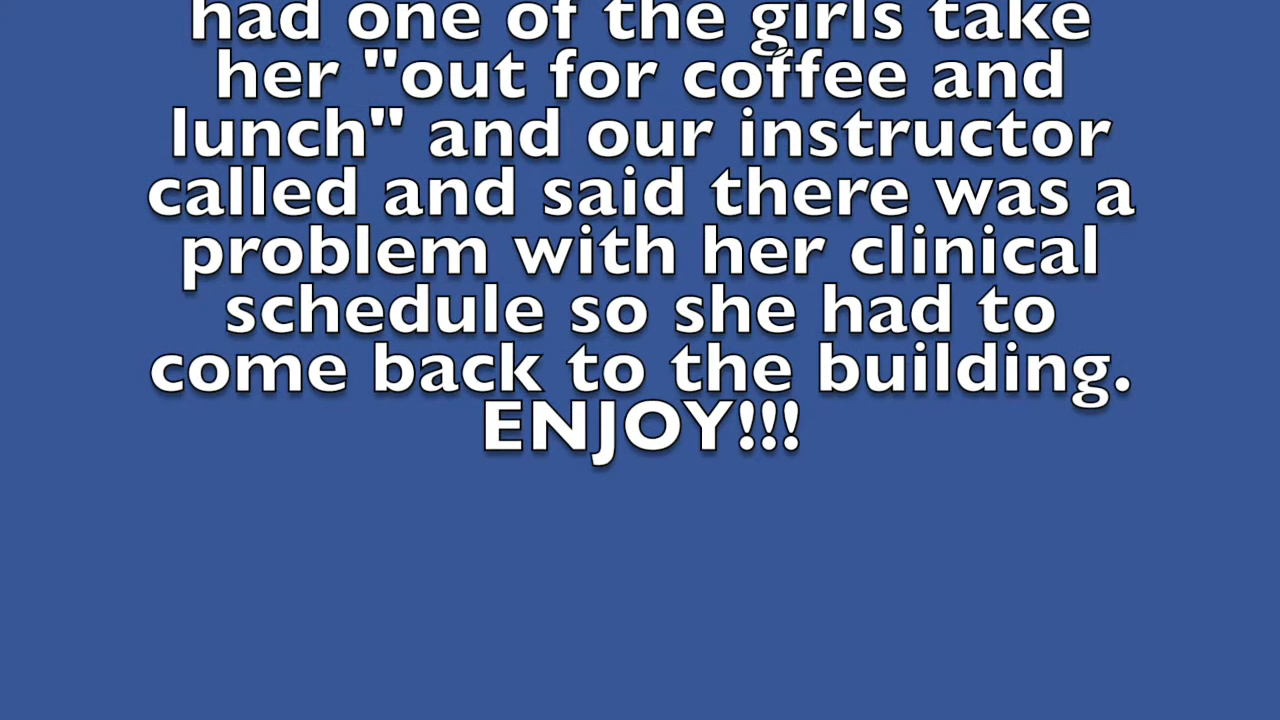 had one of the girls take
her "out for coffee and
lunch" and our instructor
called and said there was a
problem with her clinical
schedule so she had to
come back to the building.
ENJOY!!!